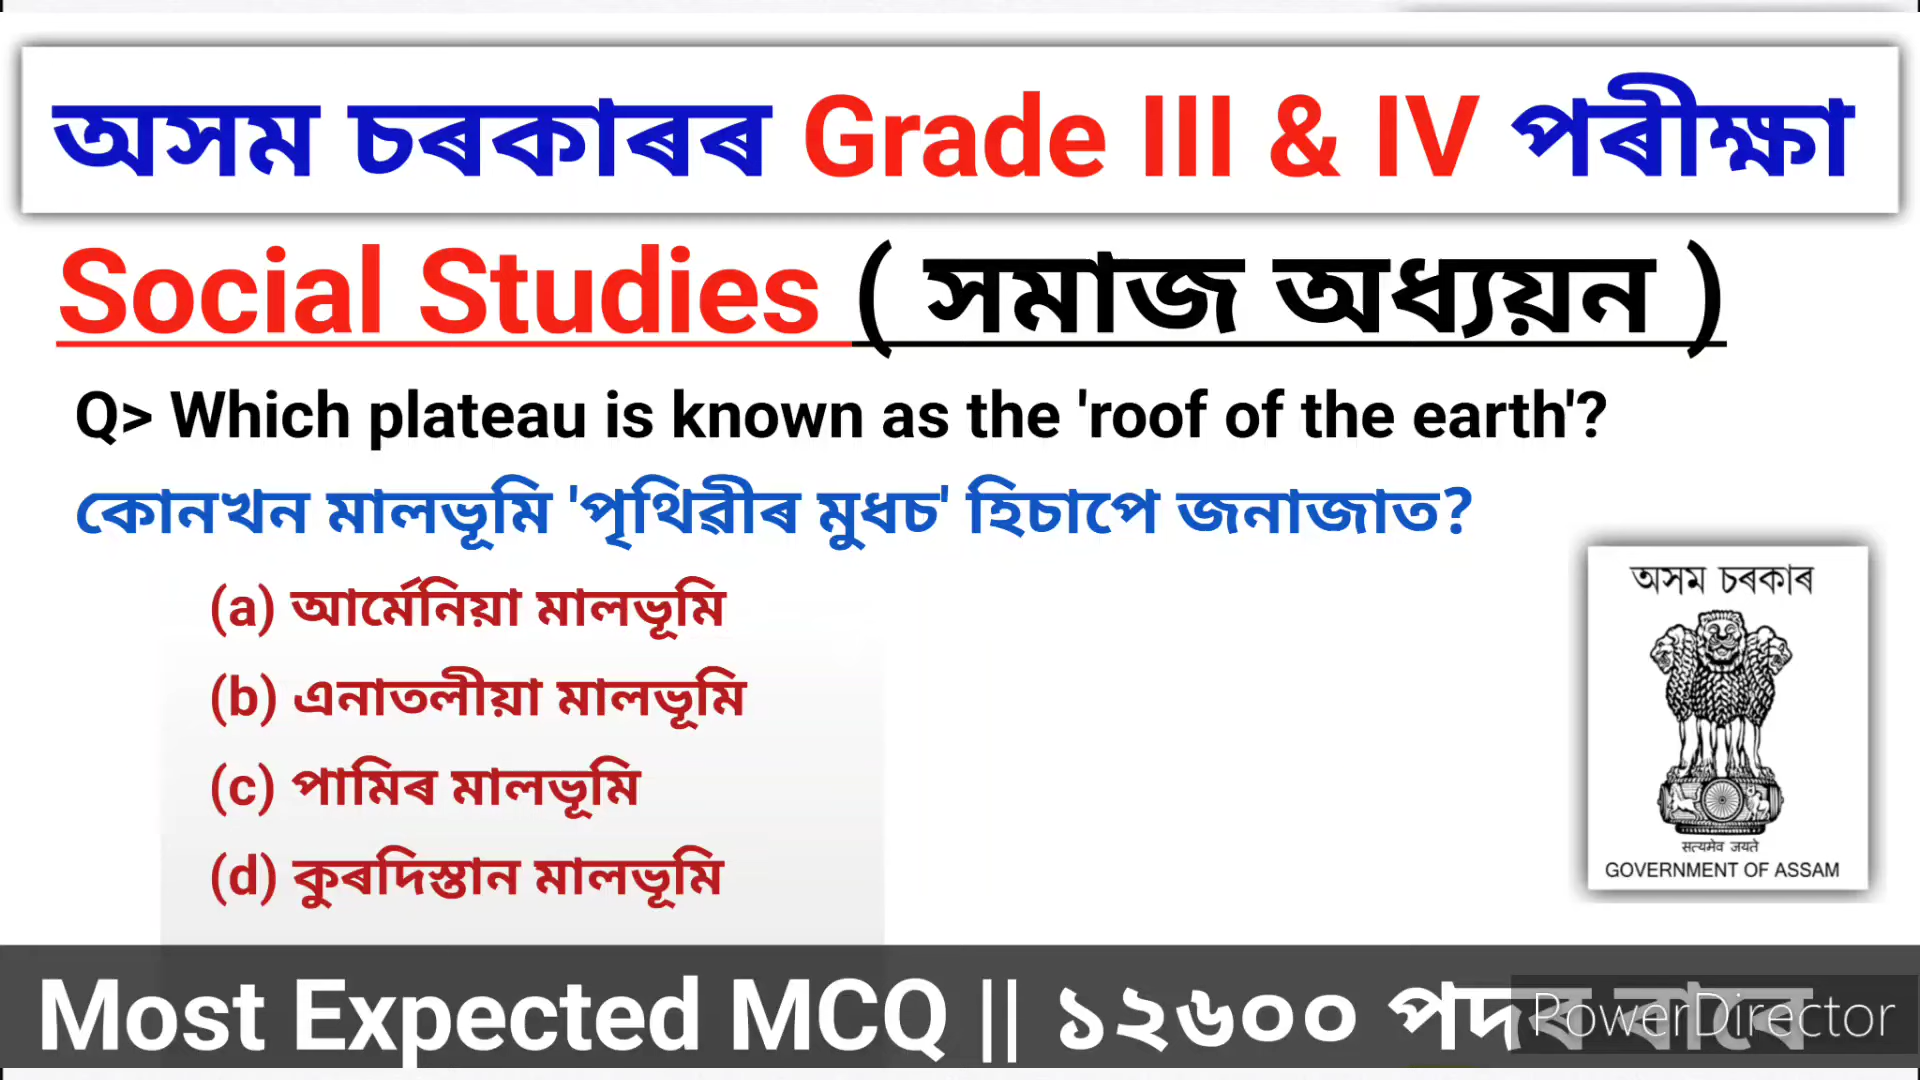 অসম চৰকাৰৰ Grade III & IV পৰীক্ষা
Social Studies ( সমাজ অধ্যয়ন )
Q> Which plateau is known as the 'roof of the earth'?
কোনখন মালভূমি 'পৃথিৱীৰ মুধচ' হিচাপে জনাজাত?
(a) আৰ্মেনিয়া মালভূমি
(b) এনাতলীয়া মালভূমি
(c) পামিৰ মালভূমি
(d) কুৰদিস্তান মালভূমি
অসম চৰকাৰ
सत्यमेव जयते
GOVERNMENT OF ASSAM
Most Expected MCQ || ১২৬০০ পদৰ বাবে
PowerDirector